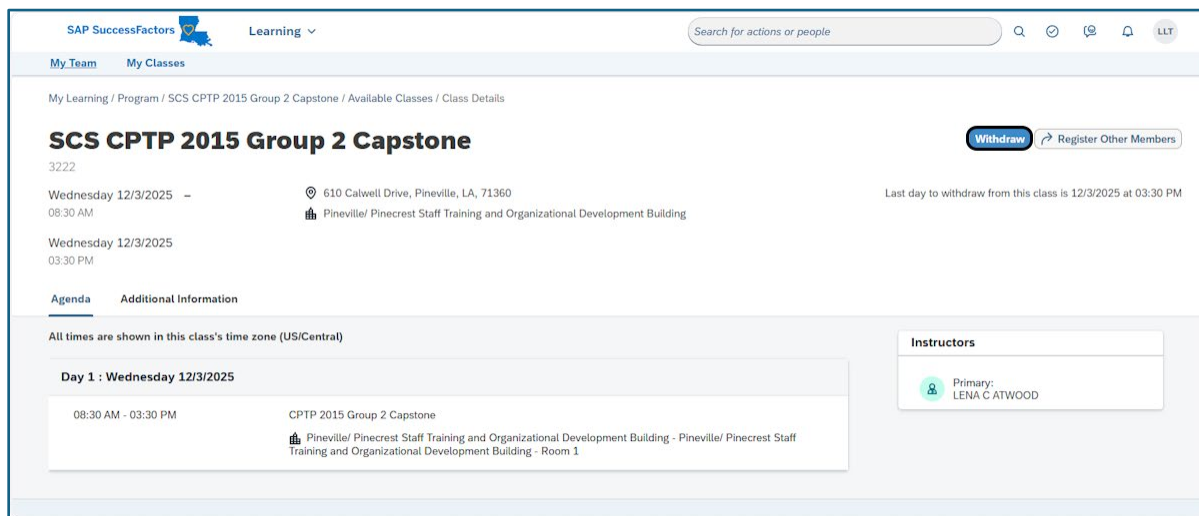 SAP SuccessFactors
Learning
Search for actions or people
LLT
My Team My Classes
My Learning / Program / SCS CPTP 2015 Group 2 Capstone / Available Classes / Class Details
SCS CPTP 2015 Group 2 Capstone
Withdraw
Register Other Members
3222
Wednesday 12/3/2025 –
08:30 AM
Wednesday 12/3/2025
03:30 PM
610 Calwell Drive, Pineville, LA, 71360
Pineville/ Pinecrest Staff Training and Organizational Development Building
Last day to withdraw from this class is 12/3/2025 at 03:30 PM
Agenda Additional Information
All times are shown in this class's time zone (US/Central)
Day 1 : Wednesday 12/3/2025
08:30 AM - 03:30 PM
CPTP 2015 Group 2 Capstone
Pineville/ Pinecrest Staff Training and Organizational Development Building - Pineville/ Pinecrest Staff
Training and Organizational Development Building - Room 1
Instructors
Primary:
LENA C ATWOOD